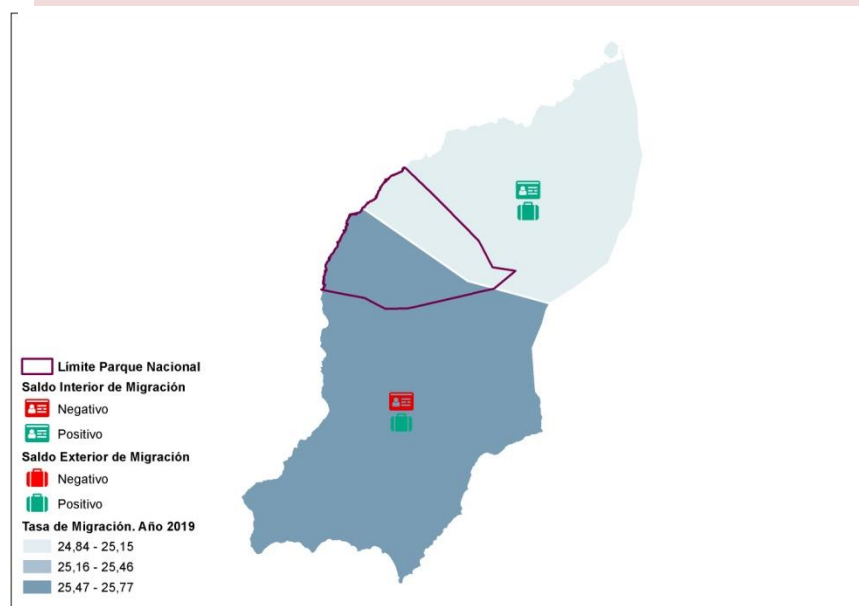 Límite Parque Nacional
Saldo Interior de Migración
Negativo
Positivo
Saldo Exterior de Migración
Negativo
Positivo
Tasa de Migración. Año 2019
24,84 - 25,15
25,16 - 25,46
25,47 - 25,77